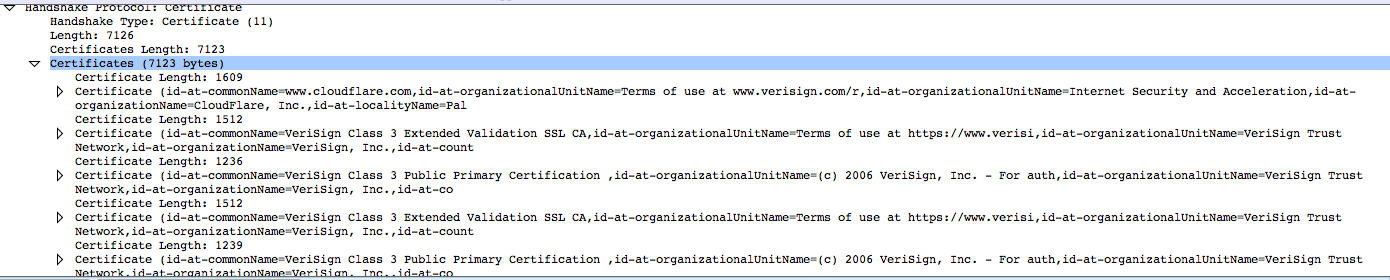 Handshake Protocol: Certificate
Handshake Type: Certificate (11)
Length: 7126
Certificates Length: 7123
Certificates (7123 bytes)
Certificate Length: 1609
Certificate (id-at-commonName=www.cloudflare.com,id-at-organizationalUnitName=Terms of use at www.verisign.com/r,id-at-organizationalUnitName=Internet Security and Acceleration,id-at-
organizationName=CloudFlare, Inc.,id-at-localityName=Pal
Certificate Length: 1512
Certificate (id-at-commonName=VeriSign Class 3 Extended Validation SSL CA,id-at-organizationalUnitName=Terms of use at https://www.verisi,id-at-organizationalUnitName=VeriSign Trust
Network,id-at-organizationName=VeriSign, Inc.,id-at-count
Certificate Length: 1236
Certificate (id-at-commonName=VeriSign Class 3 Public Primary Certification ,id-at-organizationalUnitName=(c) 2006 VeriSign, Inc. - For auth,id-at-organizationalUnitName=VeriSign Trust
Network,id-at-organizationName=VeriSign, Inc.,id-at-co
Certificate Length: 1512
Certificate (id-at-commonName=VeriSign Class 3 Extended Validation SSL CA,id-at-organizationalUnitName=Terms of use at https://www.verisi,id-at-organizationalUnitName=VeriSign Trust
Network,id-at-organizationName=VeriSign, Inc.,id-at-count
Certificate Length: 1239
Certificate (id-at-commonName=VeriSign Class 3 Public Primary Certification ,id-at-organizationalUnitName=(c) 2006 VeriSign, Inc. - For auth,id-at-organizationalUnitName=VeriSign Trust
Network,id-at-organizationName=VeriSign, Inc.,id-at-co